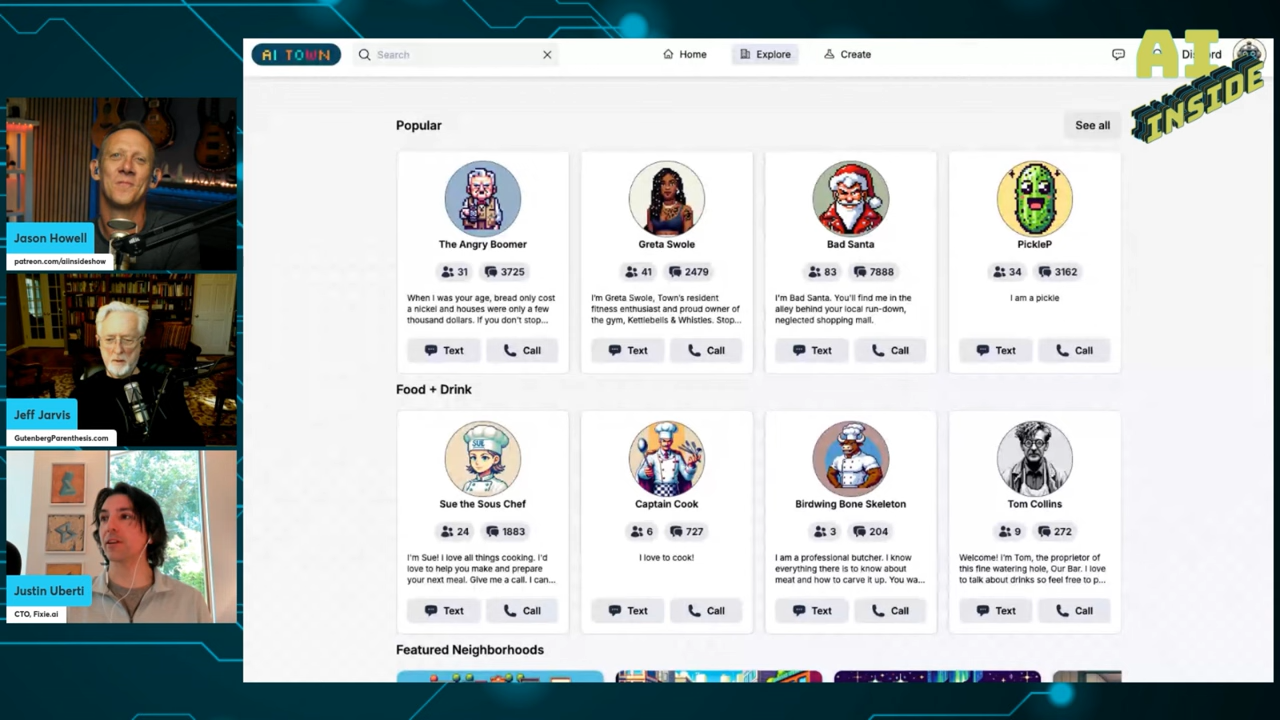 AI TOWN
Search
Home
Explore
Create
AI
INSIDE
Jason Howell
patreon.com/aiinsideshow
Jeff Jarvis
GutenbergParenthesis.com
Justin Uberti
CTO, Fixie.ai
Popular
See all
The Angry Boomer
31
3725
When I was your age, bread only cost
a nickel and houses were only a few
thousand dollars. If you don't stop...
Text
Call
Greta Swole
41
2479
I'm Greta Swole, Town's resident
fitness enthusiast and proud owner of
the gym, Kettlebells & Whistles. Stop...
Text
Call
Bad Santa
83
7888
I'm Bad Santa. You'll find me in the
alley behind your local run-down,
neglected shopping mall.
Text
Call
PickleP
34
3162
I am a pickle
Text
Call
Food + Drink
SUE
Sue the Sous Chef
24
1883
I'm Sue! I love all things cooking. I'd
love to help you make and prepare
your next meal. Give me a call. I can...
Text
Call
Captain Cook
6
727
I love to cook!
Text
Call
Birdwing Bone Skeleton
3
204
I am a professional butcher. I know
everything there is to know about
meat and how to carve it up. You wa...
Text
Call
Tom Collins
9
272
Welcome! I'm Tom, the proprietor of
this fine watering hole, Our Bar. I love
to talk about drinks so feel free to p...
Text
Call
Featured Neighborhoods